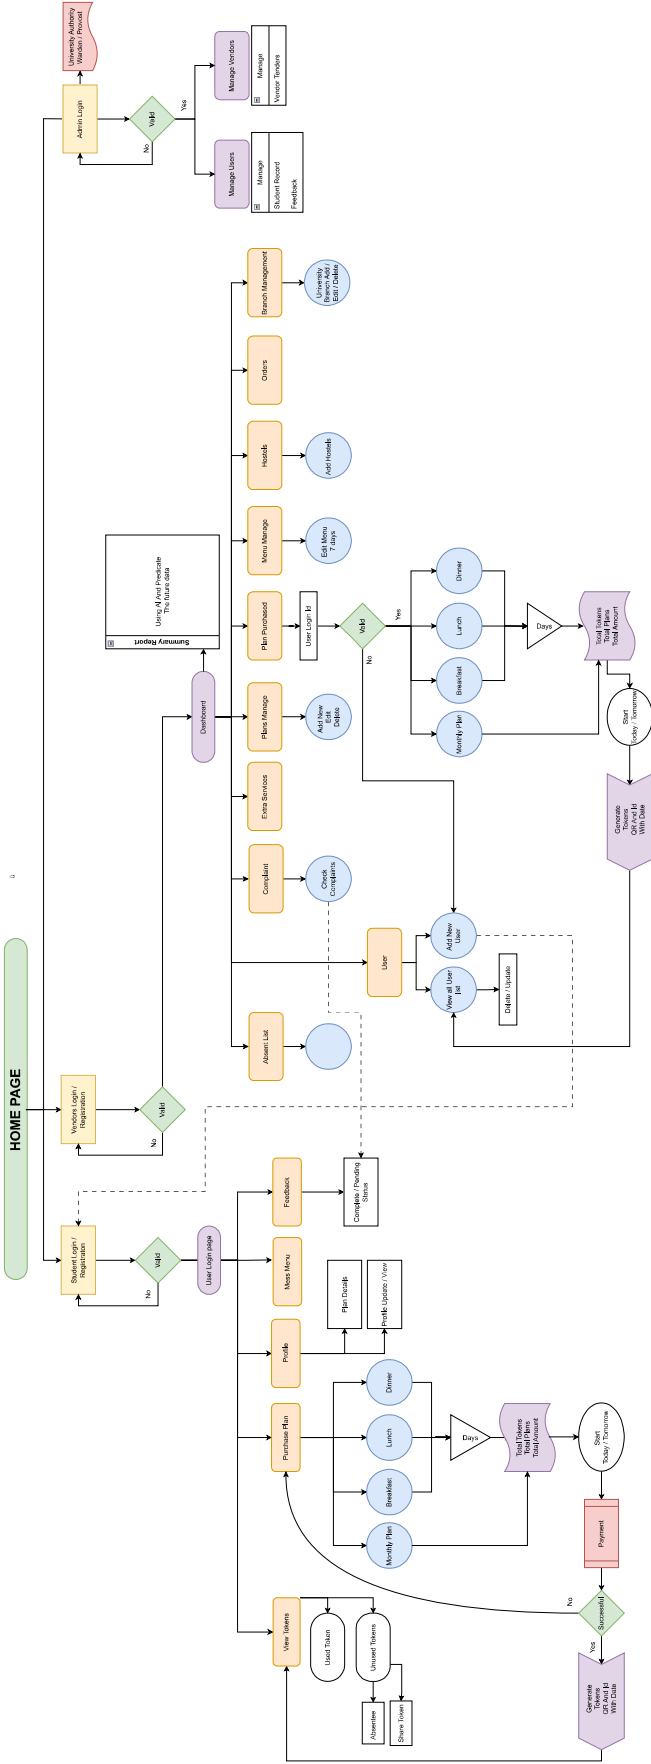 HOME PAGE
Student Login /
Registration
Valid
No
User Login page
View Tokens
Used Token
Unused Tokens
Absentee
Share Token
Purchase Plan
Monthly Plan
Breakfast
Lunch
Dinner
Days
Total Tokens
Total Plans
Total Amount
Start
Today / Tomorrow
Payment
Successful
No
Yes
Generate
Tokens
QR And Id
With Date
Profile
Plan Details
Profile Update / View
Mess Menu
Feedback
Complete / Pending
Status
Vendors Login /
Registration
Valid
No
Dashboard
Summary Report
Using AI And Predicate
The future data
Absent List
User
View all User
list
Add New
User
Delete / Update
Complaint
Check
Complaints
Extra Services
Plans Manage
Add New
Edit
Delete
Plan Purchased
User Login Id
Valid
No
Yes
Monthly Plan
Breakfast
Lunch
Dinner
Days
Total Tokens
Total Plans
Total Amount
Start
Today / Tomorrow
Generate
Tokens
QR And Id
With Date
Menu Manage
Edit Menu
7 days
Hostels
Add Hostels
Orders
Branch Management
University
Branch Add /
Edit / Delete
Admin Login
University Authority
Warden / Provost
Valid
No
Yes
Manage Users
Manage
Student Record
Feedback
Manage Vendors
Manage
Vendor Tenders